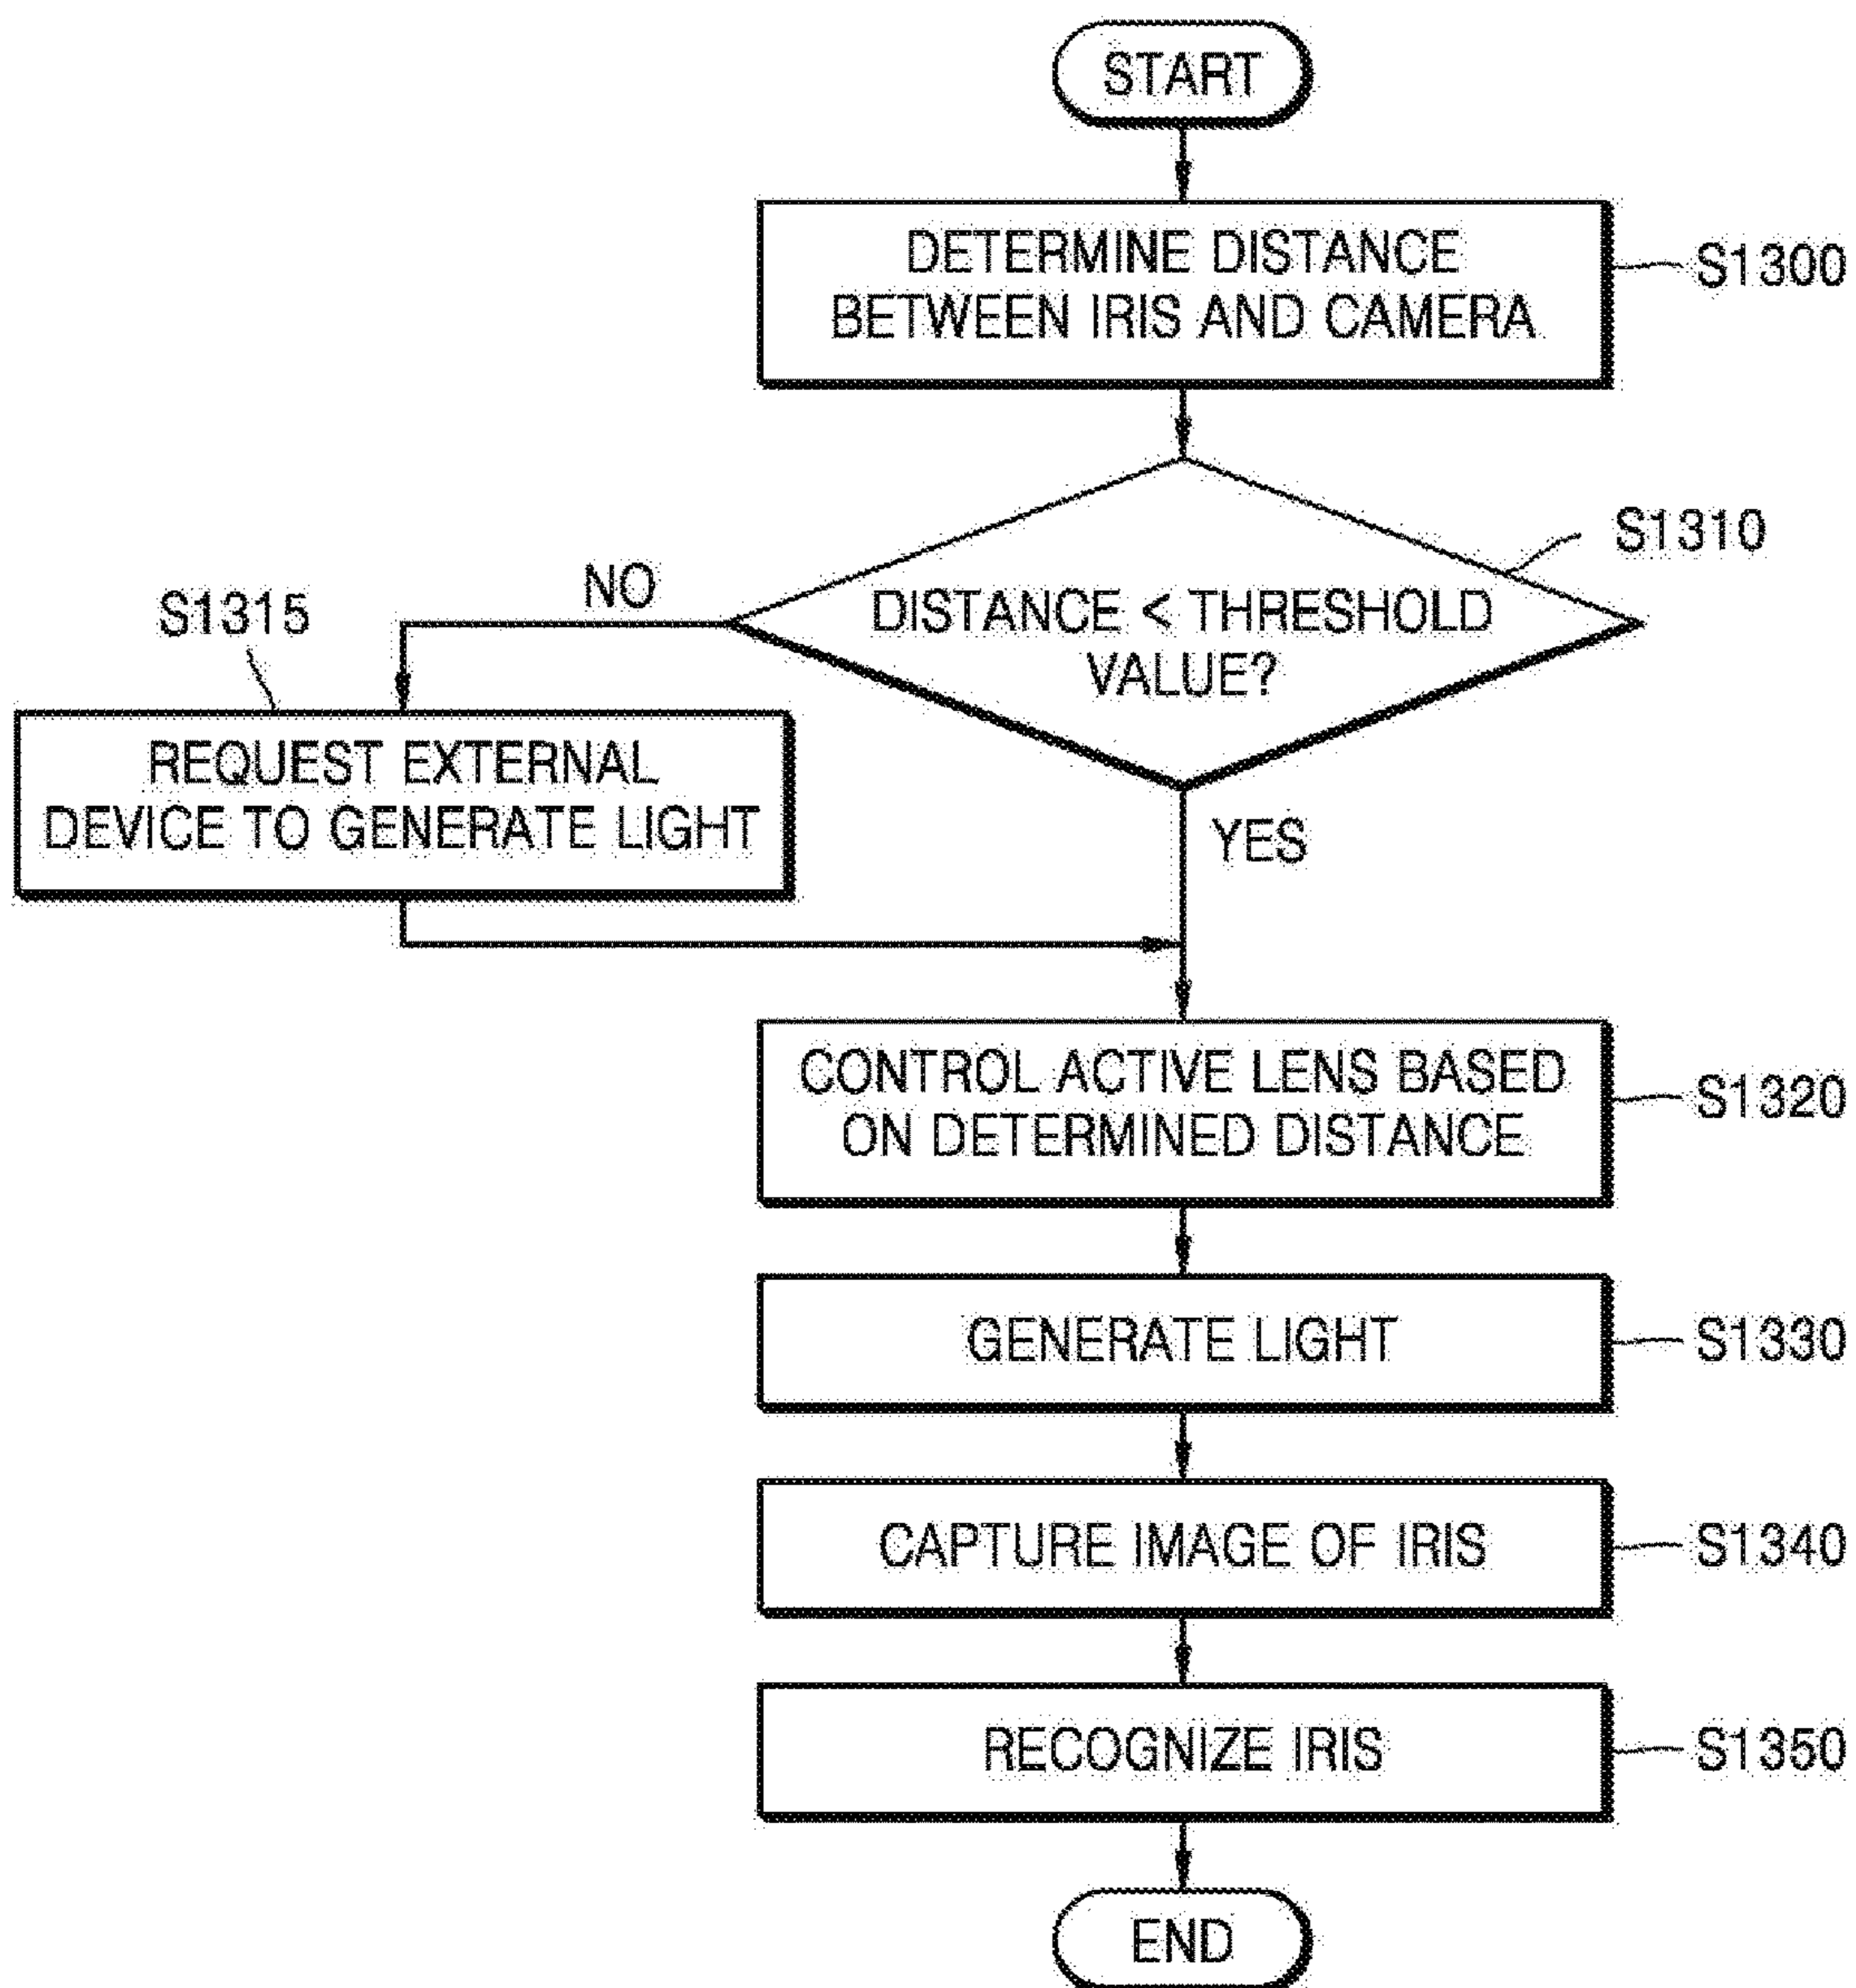 START
DETERMINE DISTANCE
BETWEEN IRIS AND CAMERA
S1300
S1310
DISTANCE < THRESHOLD
VALUE?
NO
S1315
REQUEST EXTERNAL
DEVICE TO GENERATE LIGHT
YES
CONTROL ACTIVE LENS BASED
ON DETERMINED DISTANCE
S1320
GENERATE LIGHT
S1330
CAPTURE IMAGE OF IRIS
S1340
RECOGNIZE IRIS
S1350
END